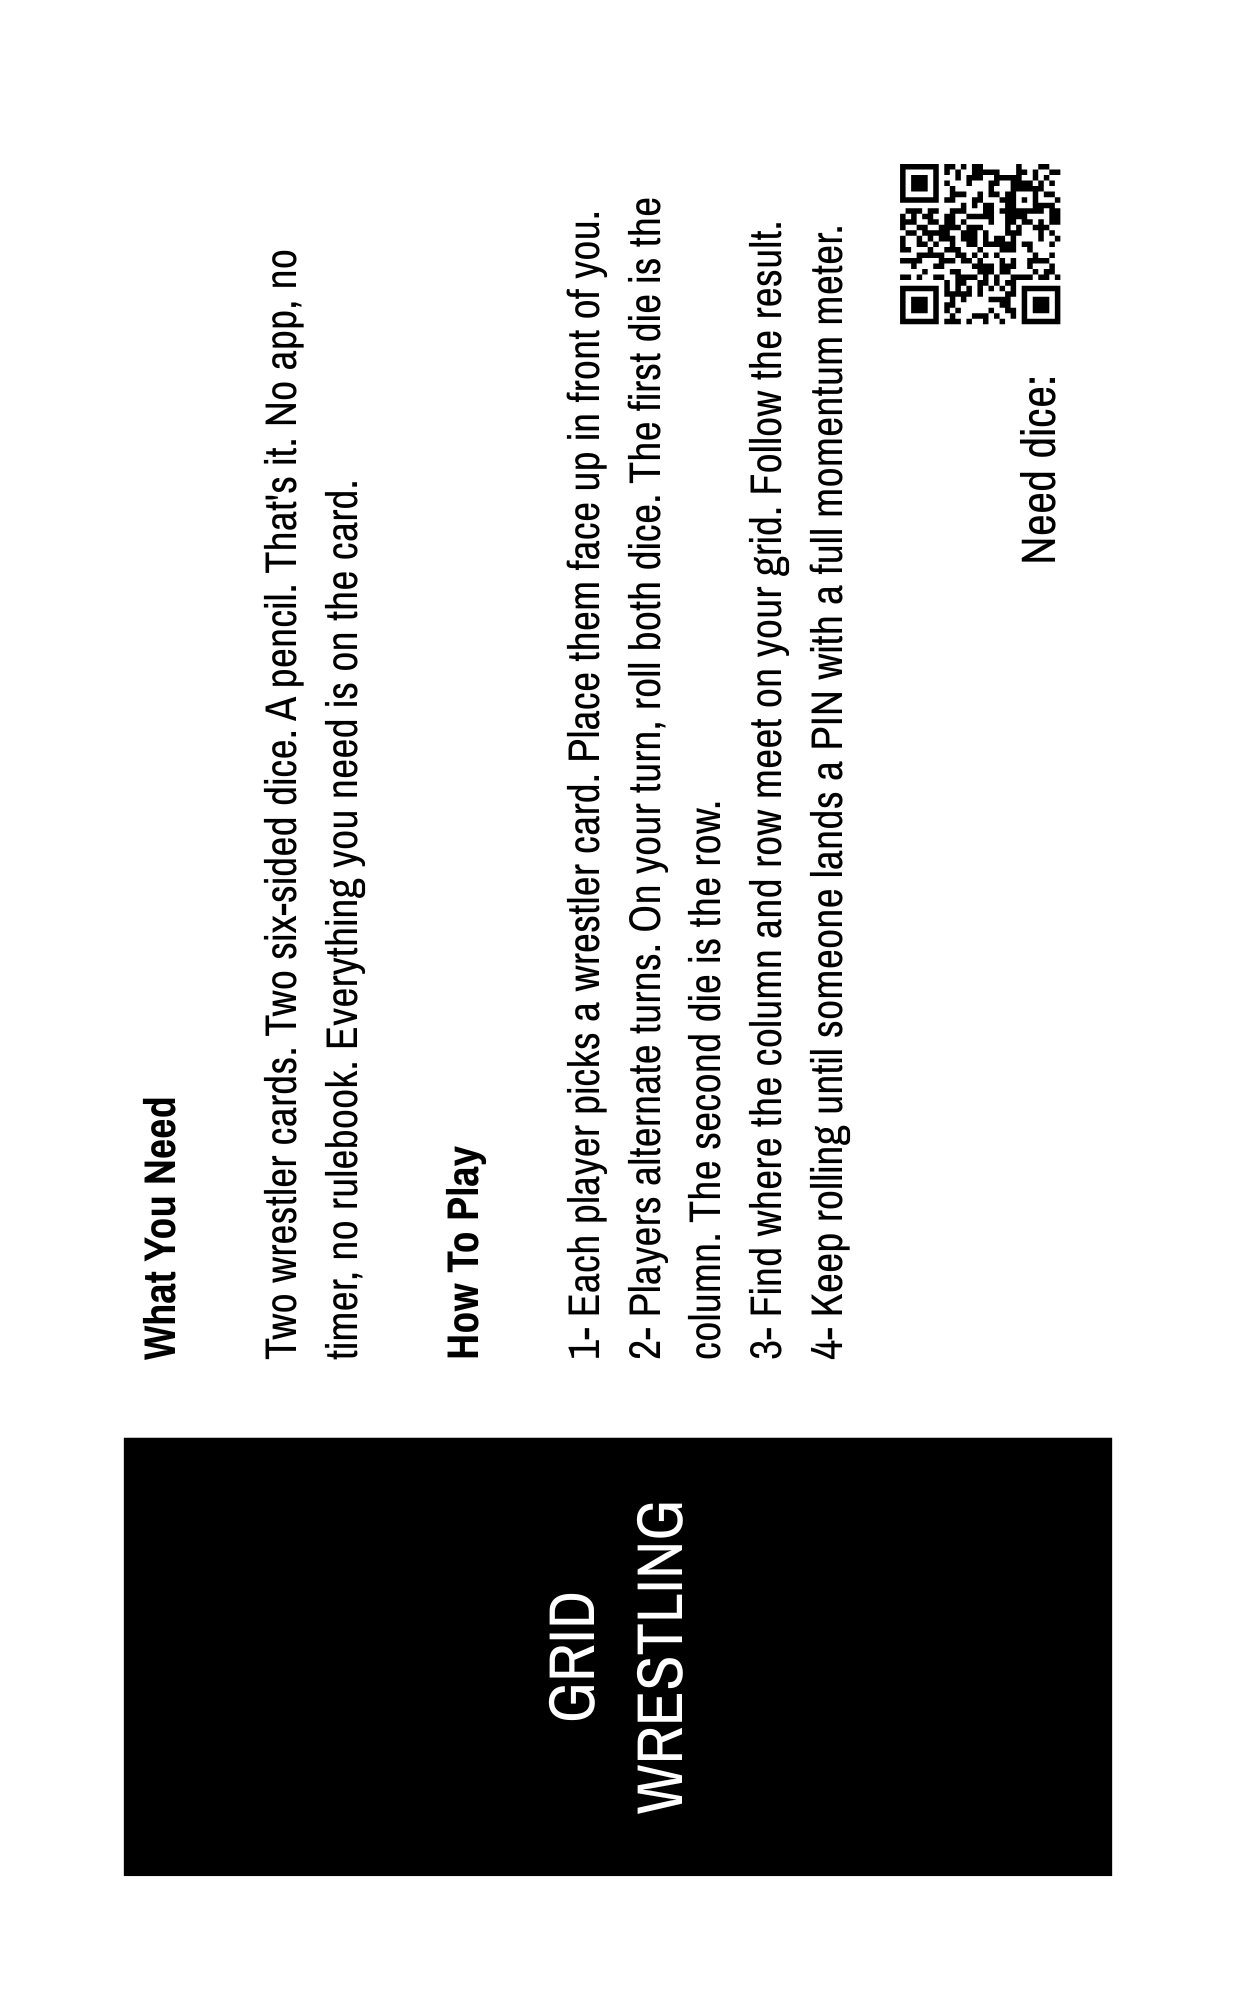 GRID
WRESTLING
What You Need
Two wrestler cards. Two six-sided dice. A pencil. That's it. No app, no
timer, no rulebook. Everything you need is on the card.
How To Play
1- Each player picks a wrestler card. Place them face up in front of you.
2- Players alternate turns. On your turn, roll both dice. The first die is the
column. The second die is the row.
3- Find where the column and row meet on your grid. Follow the result.
4- Keep rolling until someone lands a PIN with a full momentum meter.
Need dice: